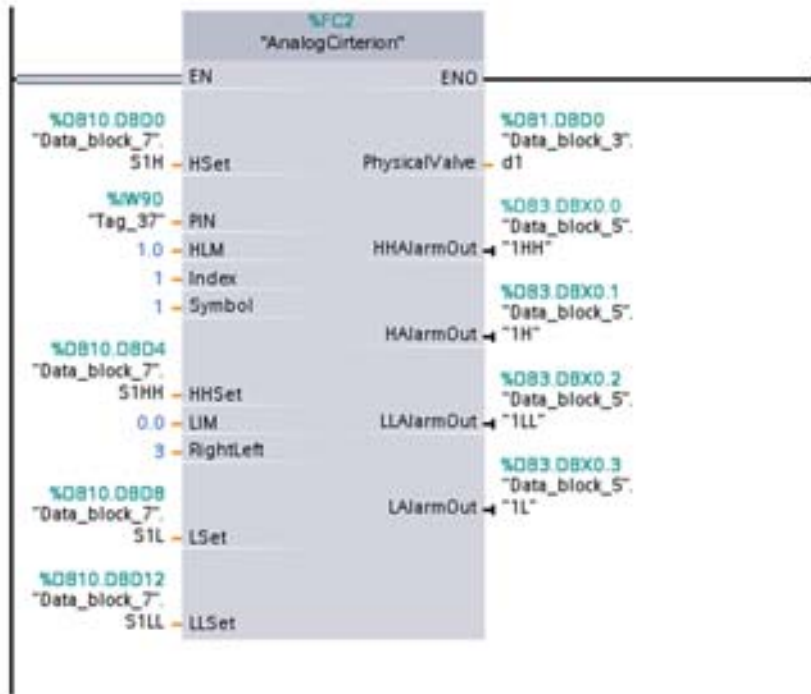 %FC2
"AnalogCirterion"
EN
ENO
%DB10.DBD0
"Data_block_7".
S1H
HSet
%IW90
"Tag_37"
PIN
1.0
HLM
1
Index
1
Symbol
%DB10.DBD4
"Data_block_7".
S1HH
HHSet
0.0
LIM
3
RightLeft
%DB10.DBD8
"Data_block_7".
S1L
LSet
%DB10.DBD12
"Data_block_7".
S1LL
LLSet
%DB1.DBD0
"Data_block_3".
PhysicalValve
d1
%DB3.DBX0.0
"Data_block_5".
HHAlarmOut
"1HH"
%DB3.DBX0.1
"Data_block_5".
HAlarmOut
"1H"
%DB3.DBX0.2
"Data_block_5".
LLAlarmOut
"1LL"
%DB3.DBX0.3
"Data_block_5".
LAlarmOut
"1L"